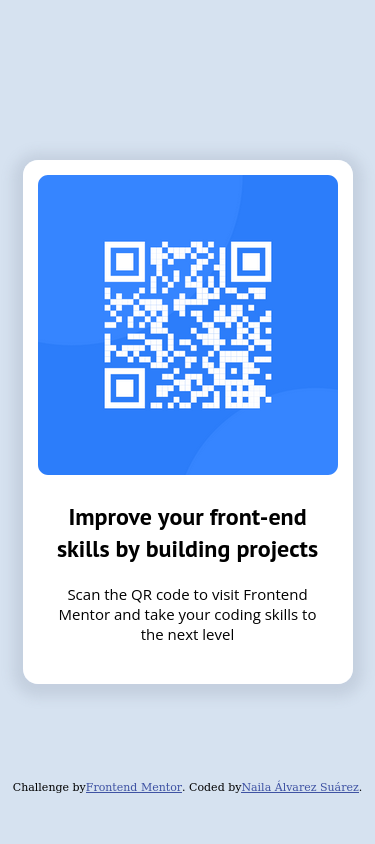 Improve your front-end
skills by building projects
Scan the QR code to visit Frontend
Mentor and take your coding skills to
the next level
Challenge byFrontend Mentor. Coded byNaila Álvarez Suárez.